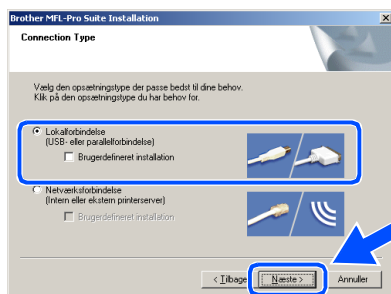 Brother MFL-Pro Suite Installation
Connection Type
Vælg den opsætningstype der passe bedst til dine behov.
Klik på den opsætningstype du har behov for.
Lokalforbindelse
(USB- eller parallelforbindelse)
Brugerdefineret installation
Netværksforbindelse
(Intern eller ekstern printerserver)
Brugerdefineret installation
< Tilbage Næste > Annuller